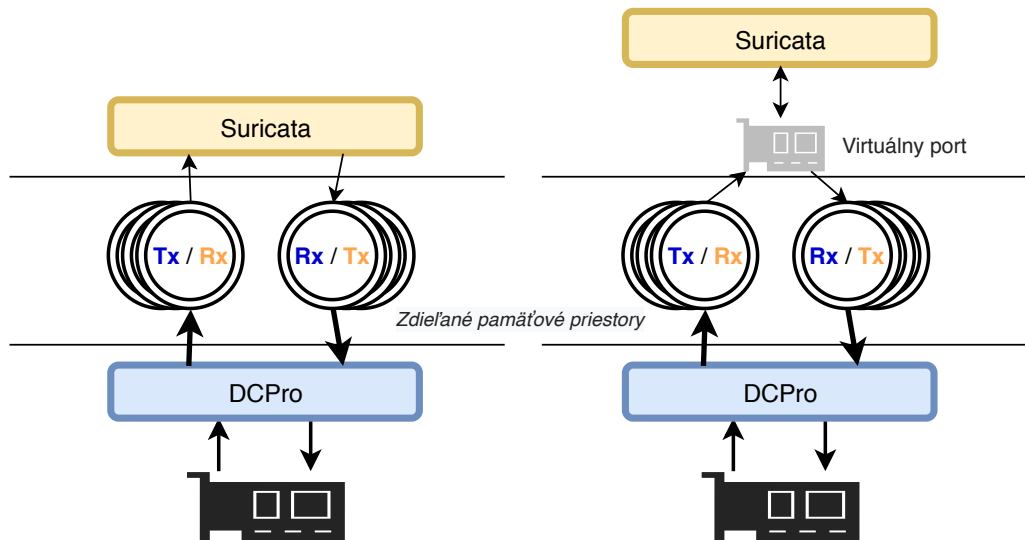 Suricata
Suricata
Virtuálny port
Tx / Rx
Rx / Tx
Tx / Rx
Rx / Tx
Zdieľané pamäťové priestory
DCPro
DCPro